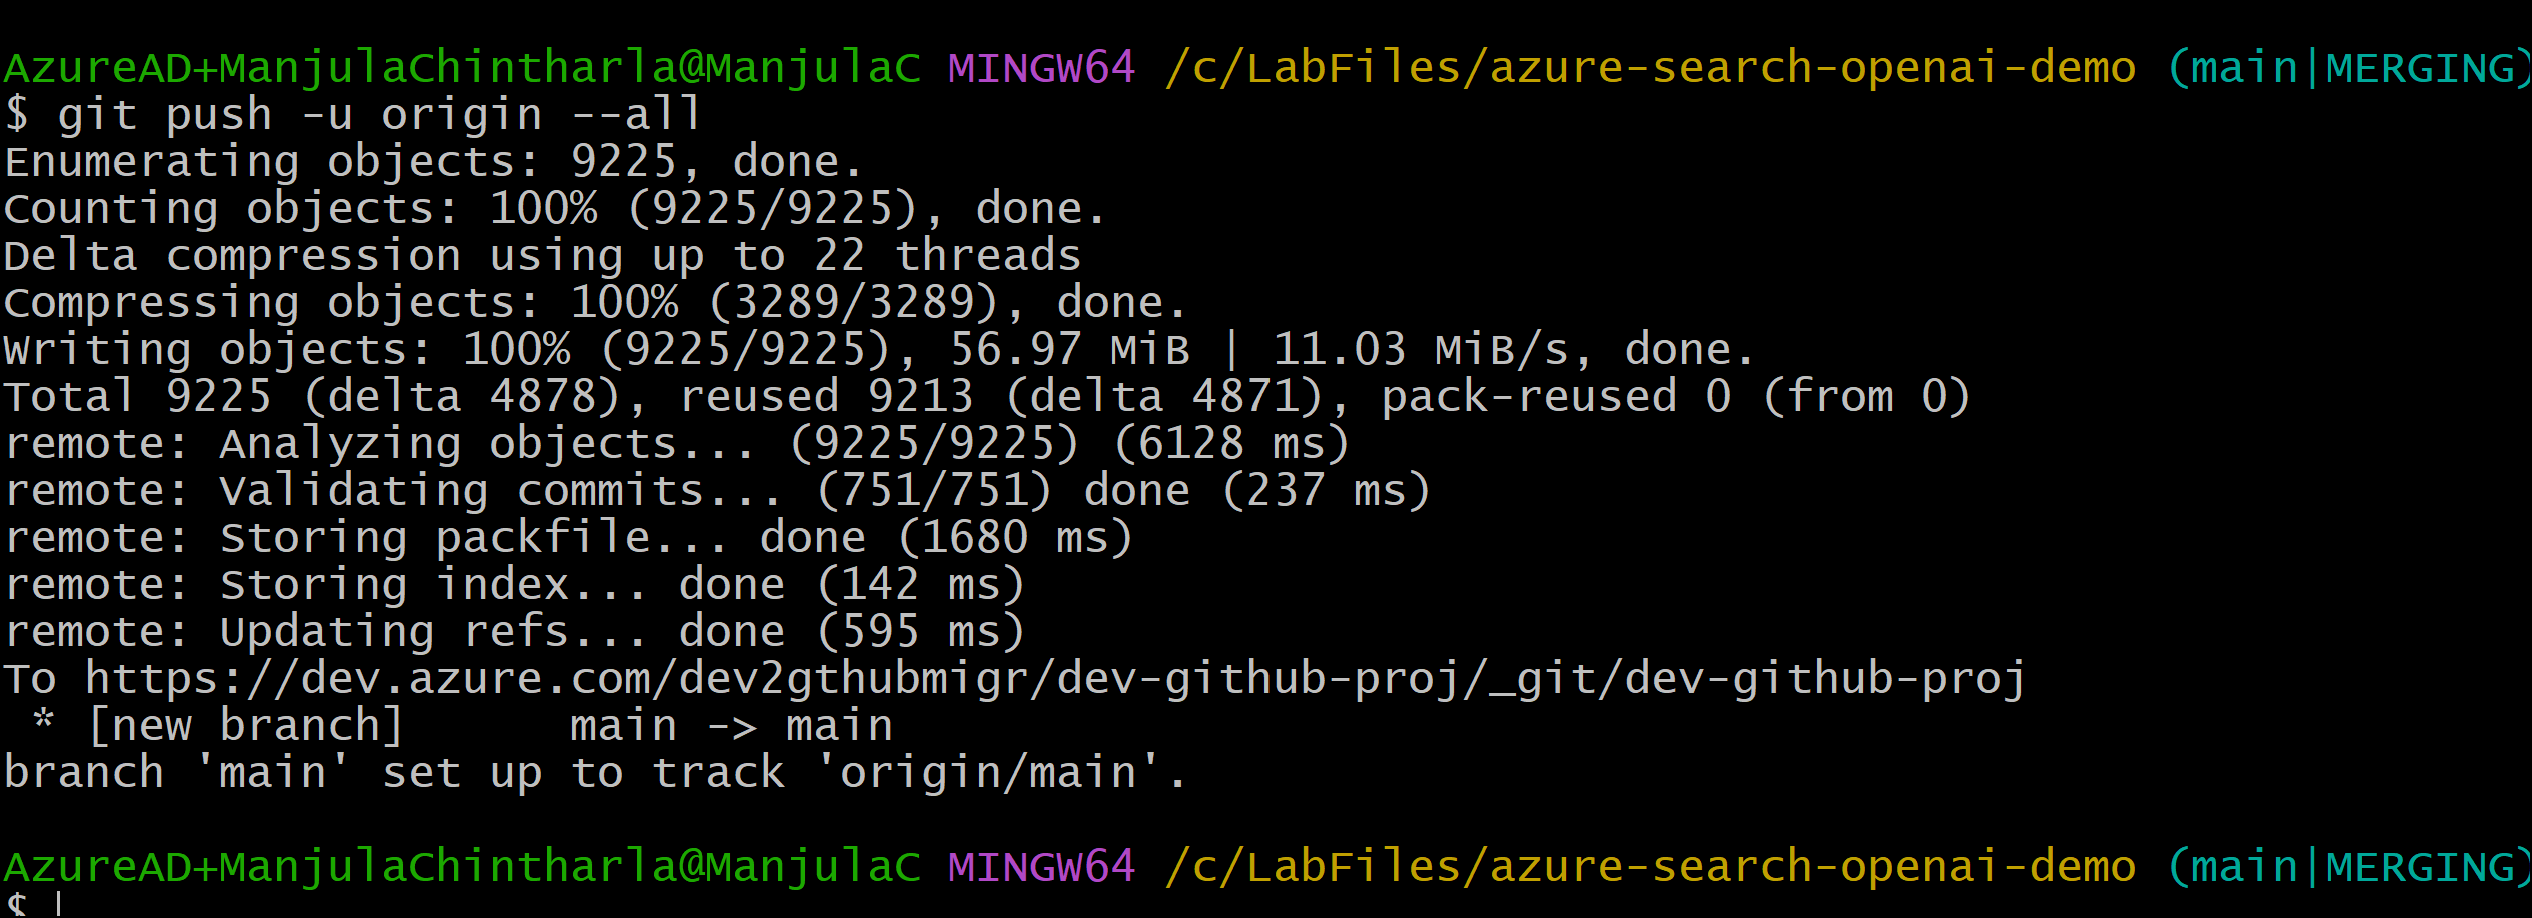 AzureAD+ManjulaChintharla@ManjulaC MINGW64 /c/LabFiles/azure-search-openai-demo (main|MERGING)
$ git push -u origin --all
Enumerating objects: 9225, done.
Counting objects: 100% (9225/9225), done.
Delta compression using up to 22 threads
Compressing objects: 100% (3289/3289), done.
Writing objects: 100% (9225/9225), 56.97 MiB | 11.03 MiB/s, done.
Total 9225 (delta 4878), reused 9213 (delta 4871), pack-reused 0 (from 0)
remote: Analyzing objects... (9225/9225) (6128 ms)
remote: Validating commits... (751/751) done (237 ms)
remote: Storing packfile... done (1680 ms)
remote: Storing index... done (142 ms)
remote: Updating refs... done (595 ms)
To https://dev.azure.com/dev2gthubmigr/dev-github-proj/_git/dev-github-proj
 * [new branch]      main -> main
branch 'main' set up to track 'origin/main'.
AzureAD+ManjulaChintharla@ManjulaC MINGW64 /c/LabFiles/azure-search-openai-demo (main|MERGING)
$